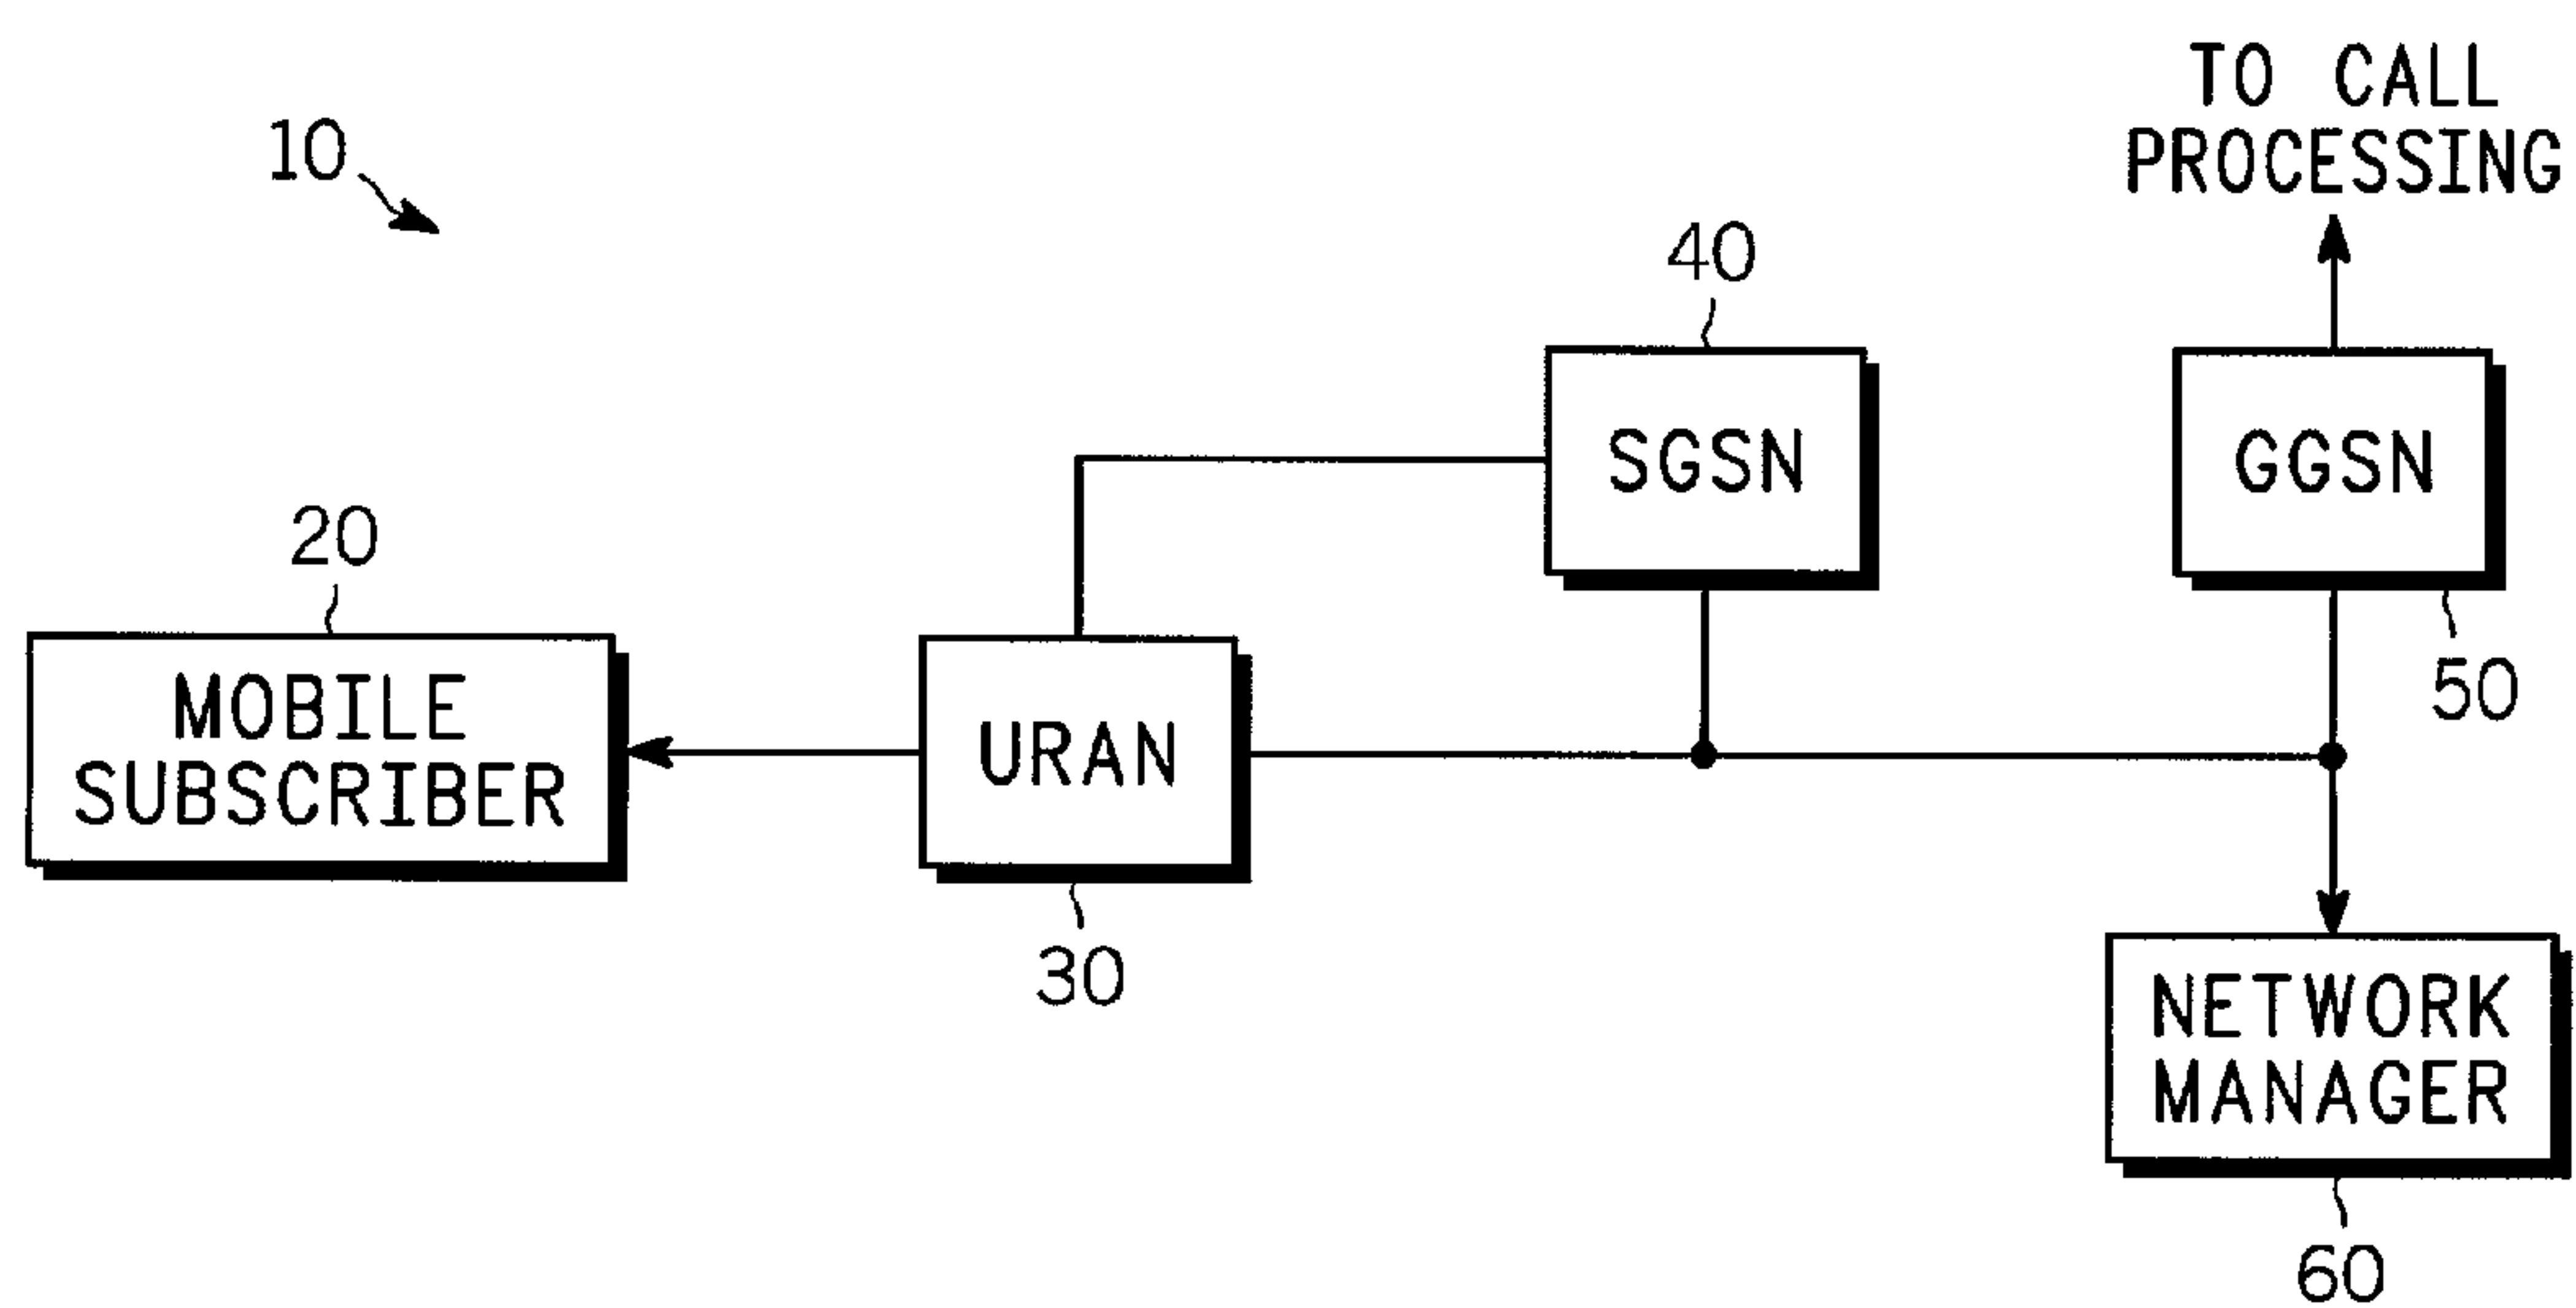 TO CALL
PROCESSING
10
40
SGSN
GGSN
20
50
MOBILE
SUBSCRIBER
URAN
30
NETWORK
MANAGER
60